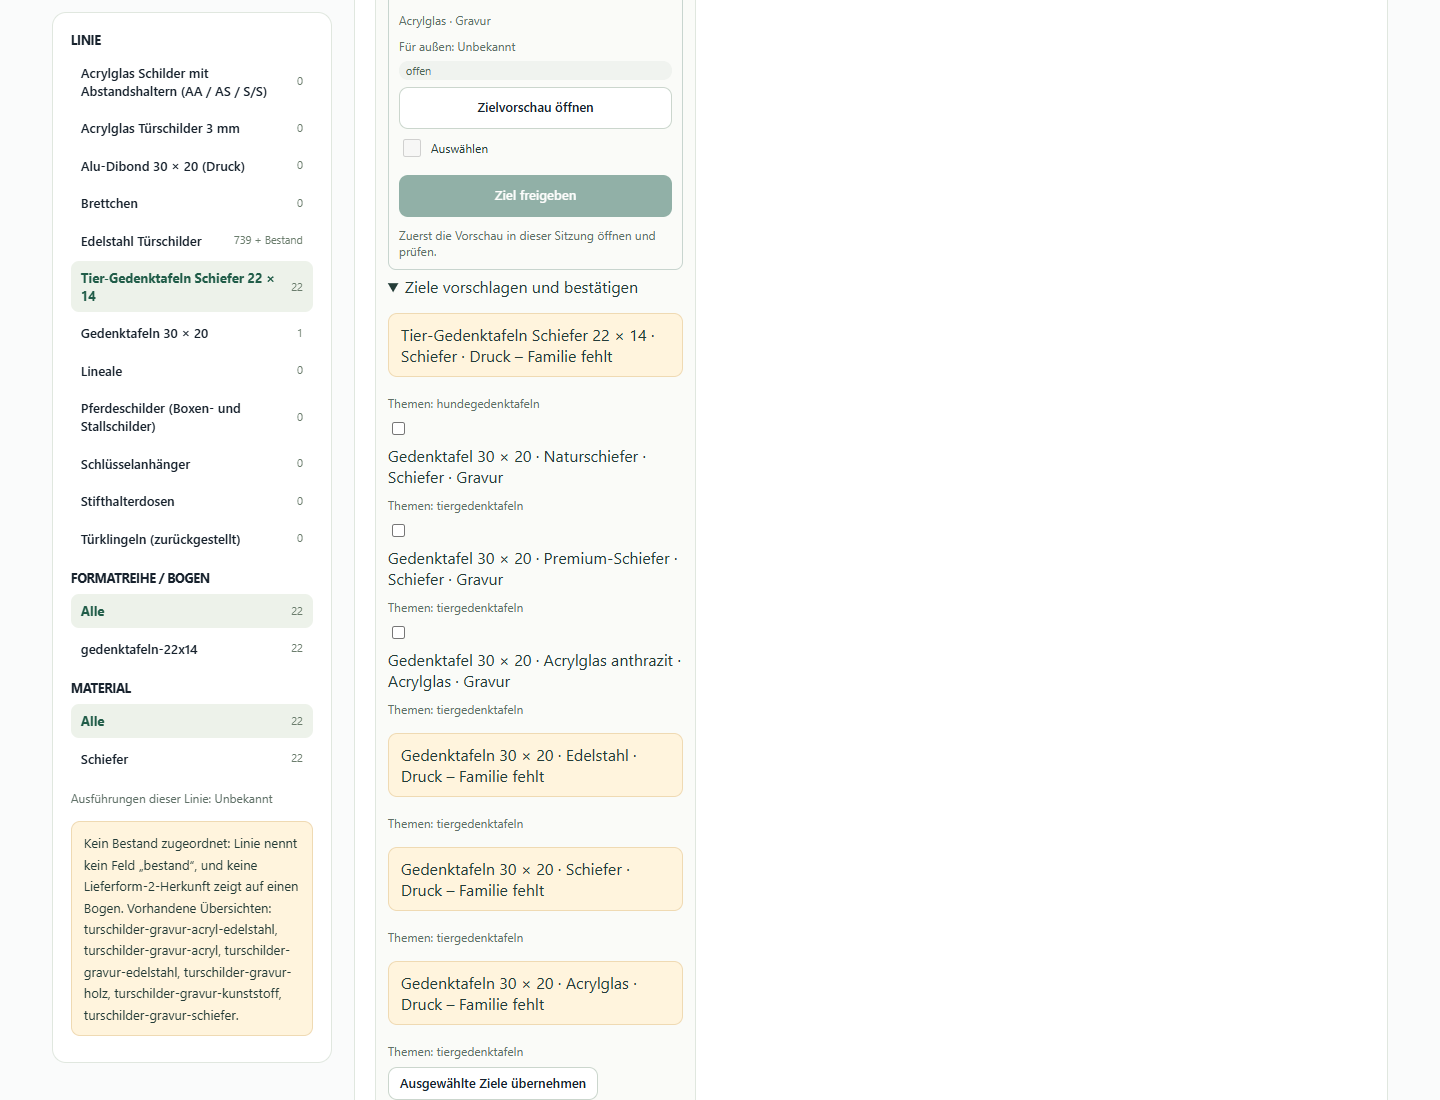 LINIE
Acrylglas Schilder mit
Abstandshaltern (AA / AS / S/S) 0
Acrylglas Türschilder 3 mm 0
Alu-Dibond 30 × 20 (Druck) 0
Brettchen 0
Edelstahl Türschilder 739 + Bestand
Tier-Gedenktafeln Schiefer 22 ×
14 22
Gedenktafeln 30 × 20 1
Lineale 0
Pferdeschilder (Boxen- und
Stallschilder) 0
Schlüsselanhänger 0
Stifthalterdosen 0
Türklingeln (zurückgestellt) 0
FORMATREIHE / BOGEN
Alle 22
gedenktafeln-22x14 22
MATERIAL
Alle 22
Schiefer 22
Ausführungen dieser Linie: Unbekannt
Kein Bestand zugeordnet: Linie nennt
kein Feld „bestand“, und keine
Lieferform-2-Herkunft zeigt auf einen
Bogen. Vorhandene Übersichten:
turschilder-gravur-acryl-edelstahl,
turschilder-gravur-acryl, turschilder-
gravur-edelstahl, turschilder-gravur-
holz, turschilder-gravur-kunststoff,
turschilder-gravur-schiefer.
Acrylglas · Gravur
Für außen: Unbekannt
offen
Zielvorschau öffnen
Auswählen
Ziel freigeben
Zuerst die Vorschau in dieser Sitzung öffnen und
prüfen.
▼ Ziele vorschlagen und bestätigen
Tier-Gedenktafeln Schiefer 22 × 14 ·
Schiefer · Druck – Familie fehlt
Themen: hundegedenktafeln
Gedenktafel 30 × 20 · Naturschiefer ·
Schiefer · Gravur
Themen: tiergedenktafeln
Gedenktafel 30 × 20 · Premium-Schiefer ·
Schiefer · Gravur
Themen: tiergedenktafeln
Gedenktafel 30 × 20 · Acrylglas anthrazit ·
Acrylglas · Gravur
Themen: tiergedenktafeln
Gedenktafeln 30 × 20 · Edelstahl ·
Druck – Familie fehlt
Themen: tiergedenktafeln
Gedenktafeln 30 × 20 · Schiefer ·
Druck – Familie fehlt
Themen: tiergedenktafeln
Gedenktafeln 30 × 20 · Acrylglas ·
Druck – Familie fehlt
Themen: tiergedenktafeln
Ausgewählte Ziele übernehmen